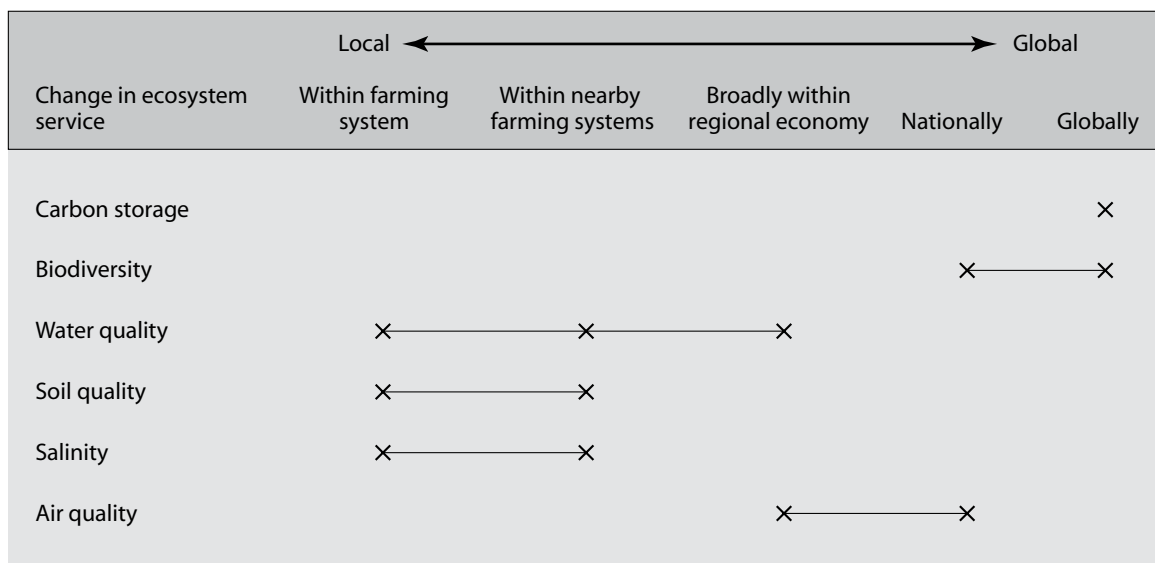 Local Global
Change in ecosystem service
Within farming system
Within nearby farming systems
Broadly within regional economy
Nationally
Globally
Carbon storage
Biodiversity
Water quality
Soil quality
Salinity
Air quality